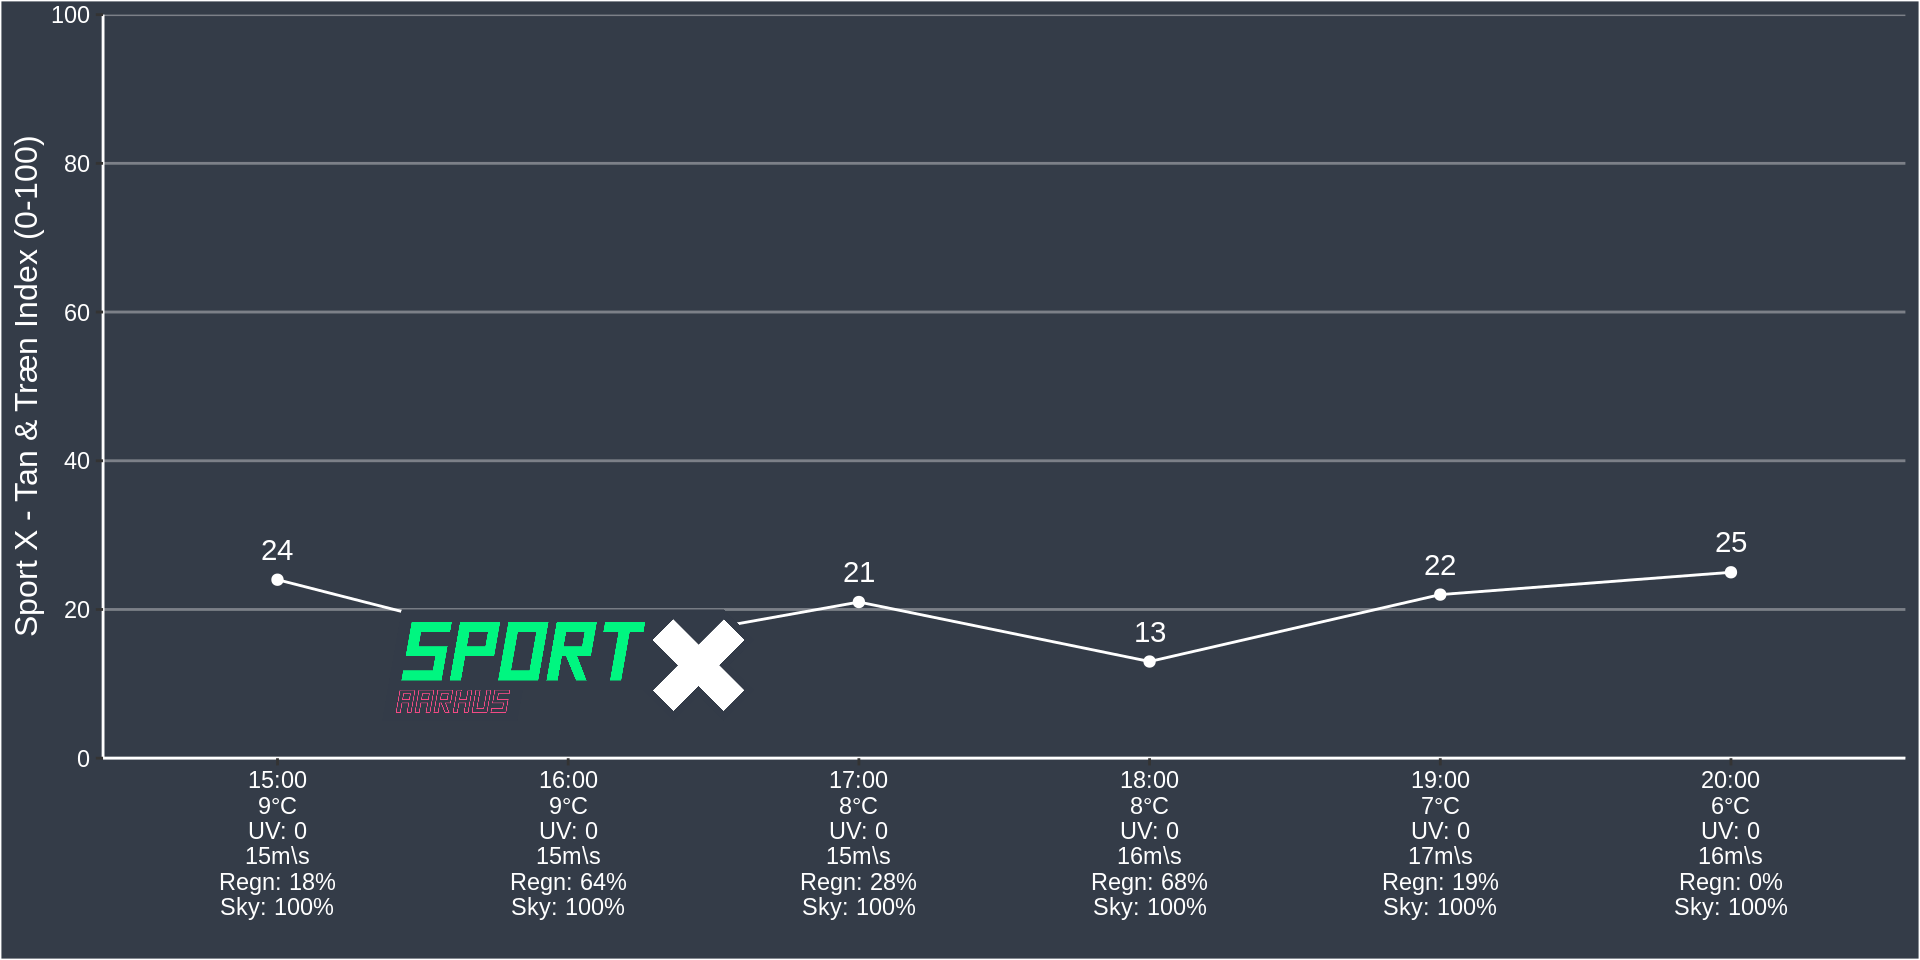 Sport X - Tan & Træn Index (0-100)
100
80
60
40
20
0
24
21
13
22
25
SPORT X
AARHUS
15:00
9°C
UV: 0
15m\s
Regn: 18%
Sky: 100%
16:00
9°C
UV: 0
15m\s
Regn: 64%
Sky: 100%
17:00
8°C
UV: 0
15m\s
Regn: 28%
Sky: 100%
18:00
8°C
UV: 0
16m\s
Regn: 68%
Sky: 100%
19:00
7°C
UV: 0
17m\s
Regn: 19%
Sky: 100%
20:00
6°C
UV: 0
16m\s
Regn: 0%
Sky: 100%